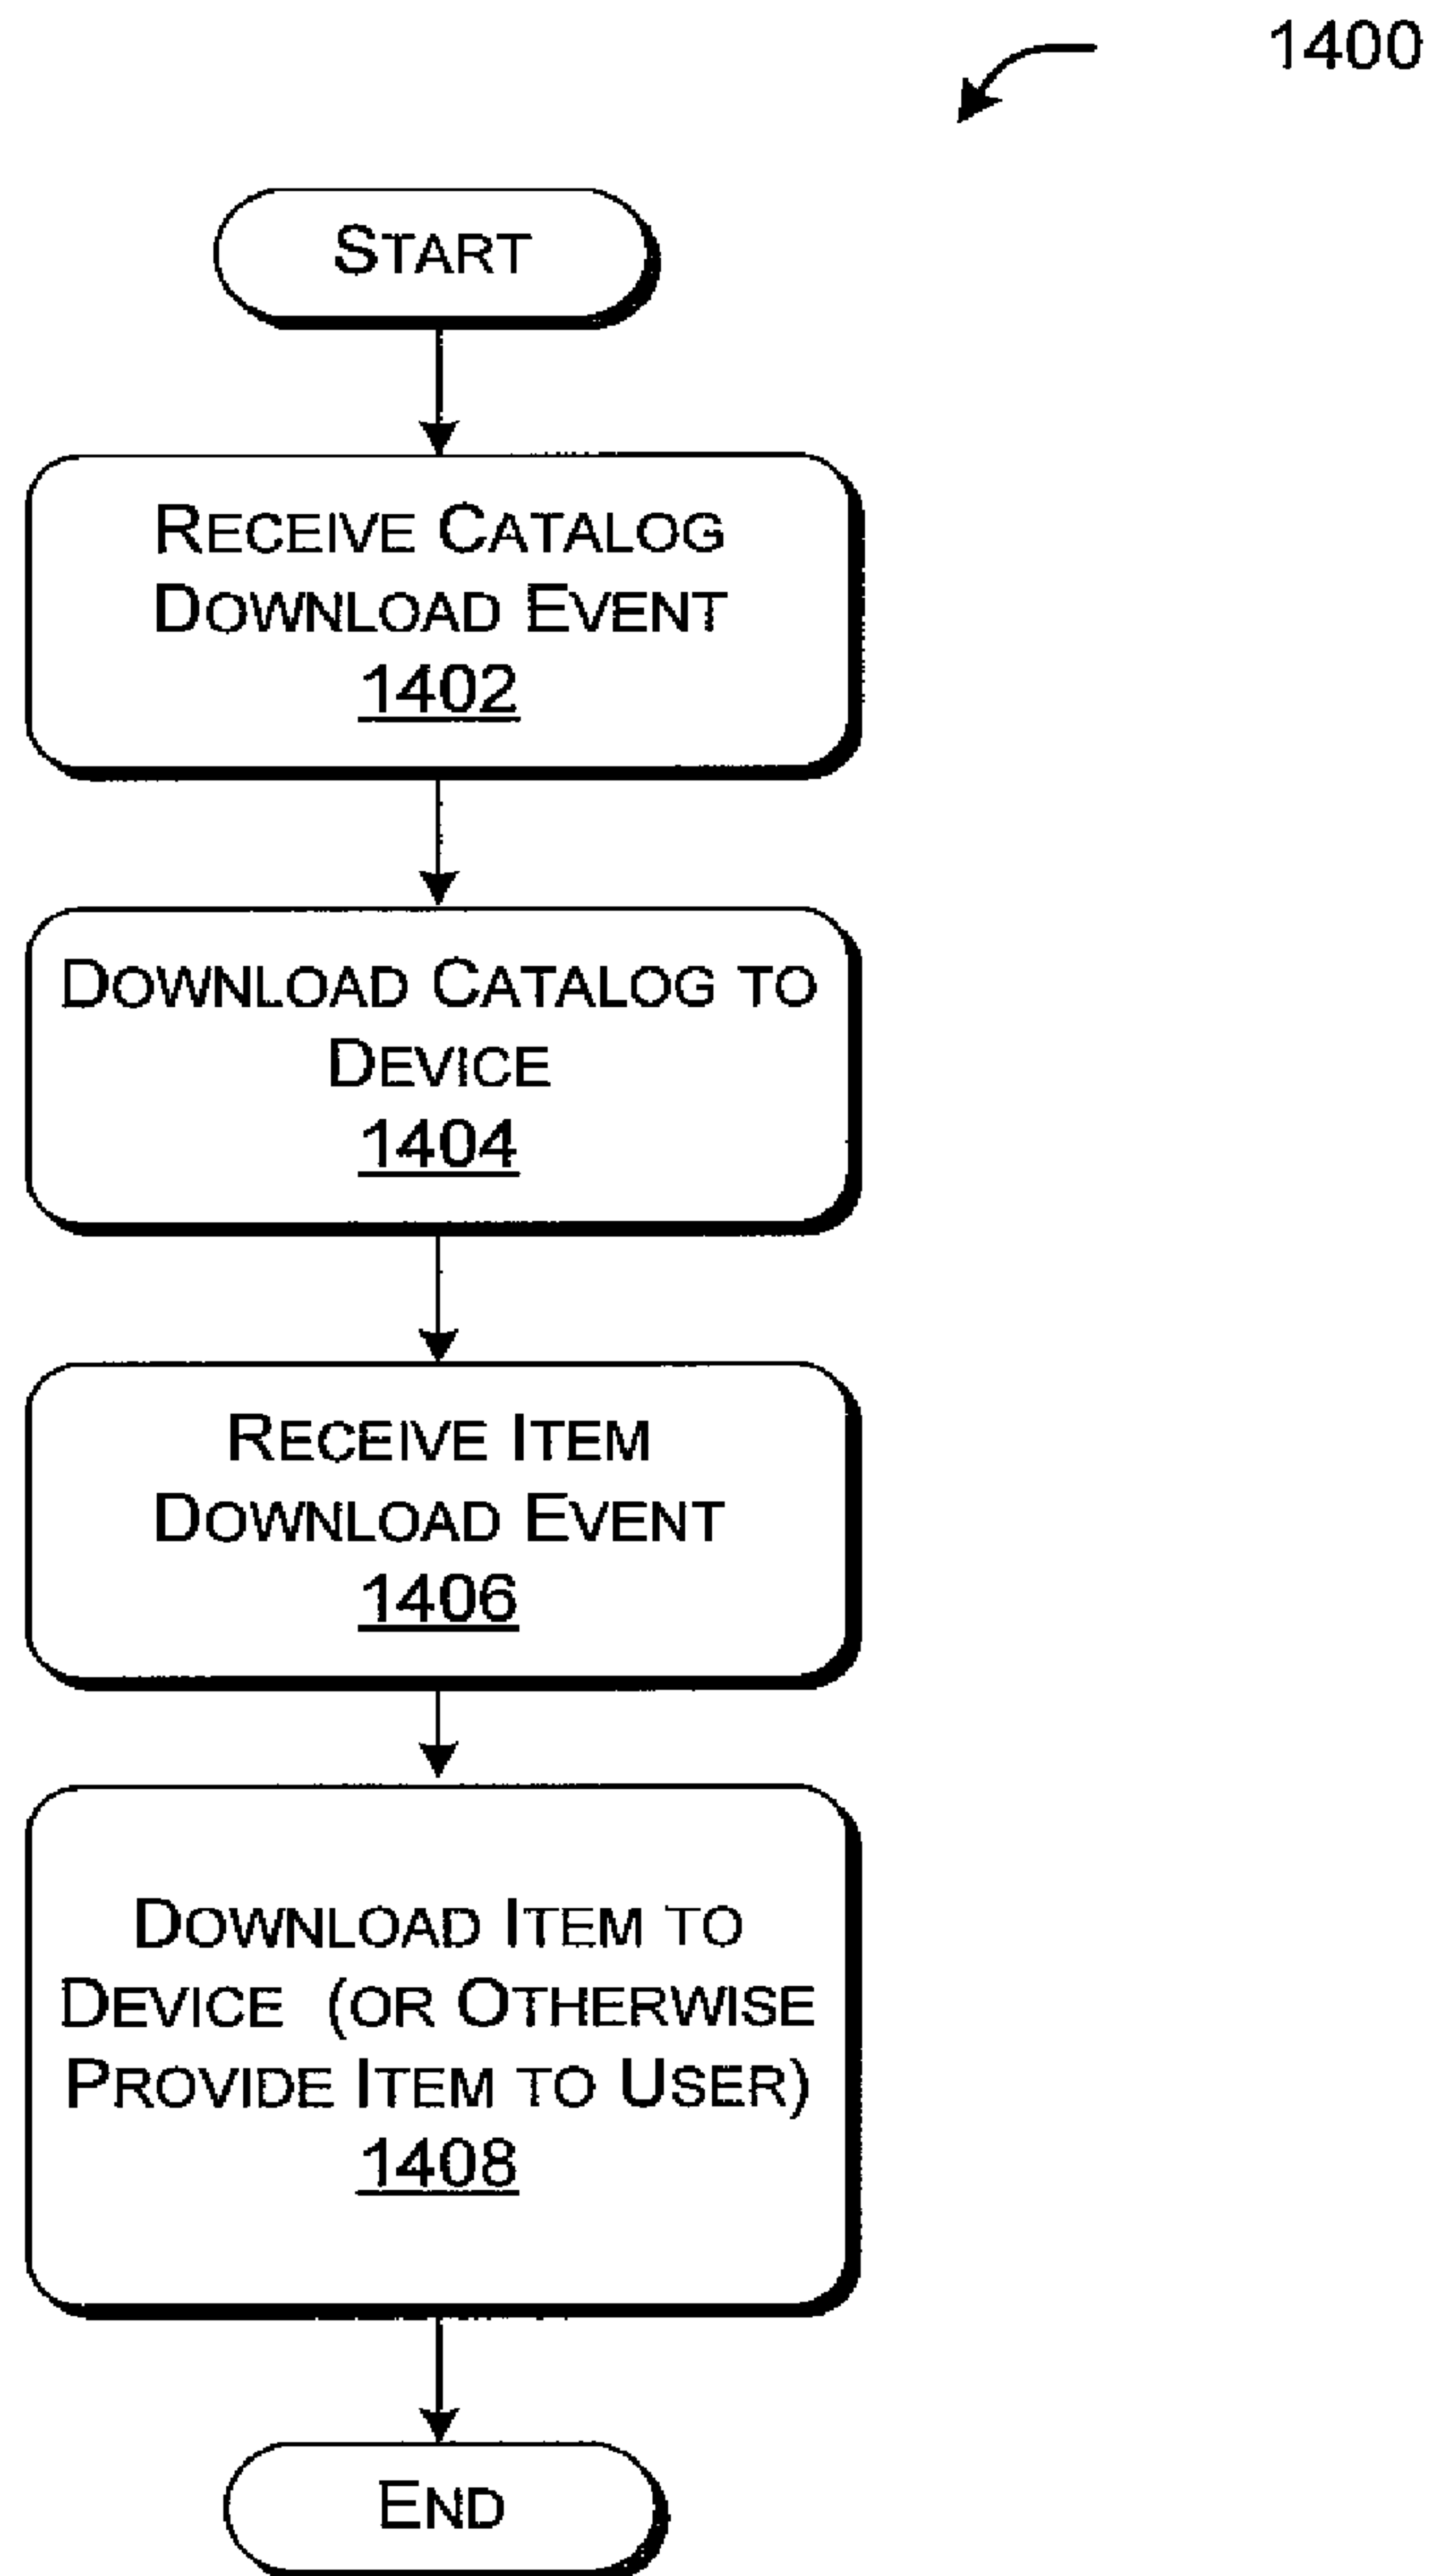 1400
START
RECEIVE CATALOG
DOWNLOAD EVENT
1402
DOWNLOAD CATALOG TO
DEVICE
1404
RECEIVE ITEM
DOWNLOAD EVENT
1406
DOWNLOAD ITEM TO
DEVICE (OR OTHERWISE
PROVIDE ITEM TO USER)
1408
END